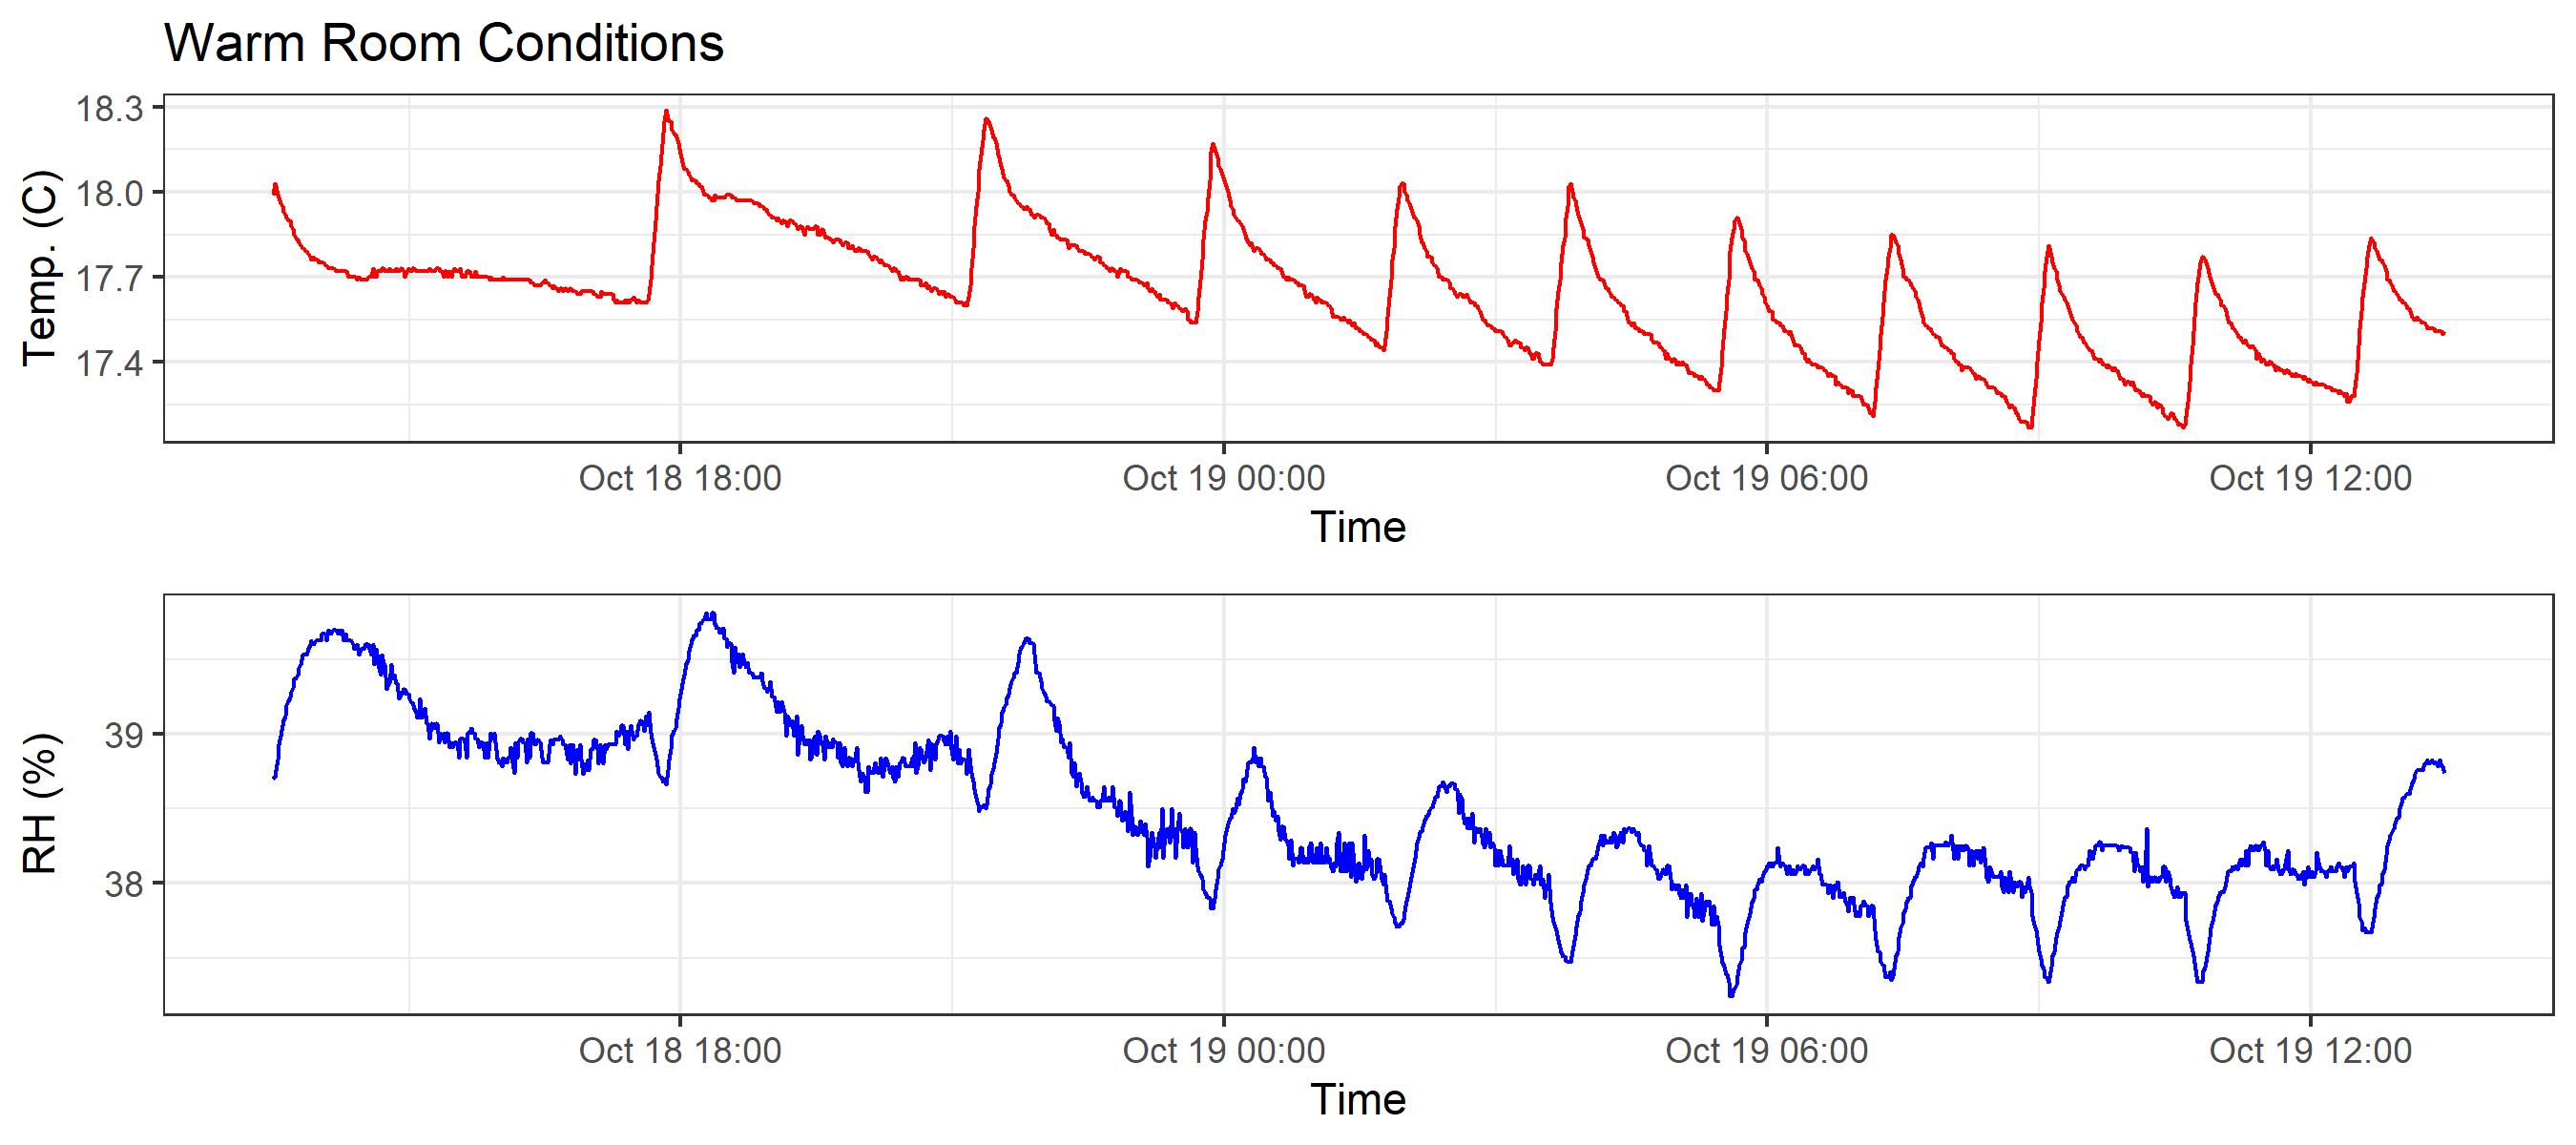 Warm Room Conditions
Temp. (C)
18.3
18.0
17.7
17.4
Oct 18 18:00 Oct 19 00:00 Oct 19 06:00 Oct 19 12:00
Time
RH (%)
39
38
Oct 18 18:00 Oct 19 00:00 Oct 19 06:00 Oct 19 12:00
Time